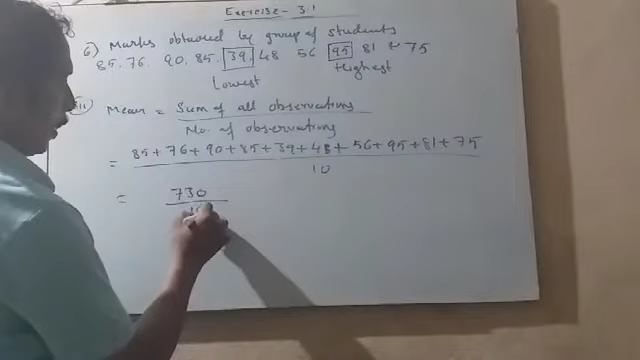 Exercise - 3.1
6) Marks obtained by group of students
85, 76, 90, 85, 39, 48 56 95 81 & 75
Lowest Highest
(iii) Mean = Sum of all observations
No. of observations
= 85+76+90+85+39+48+56+95+81+75
10
= 730